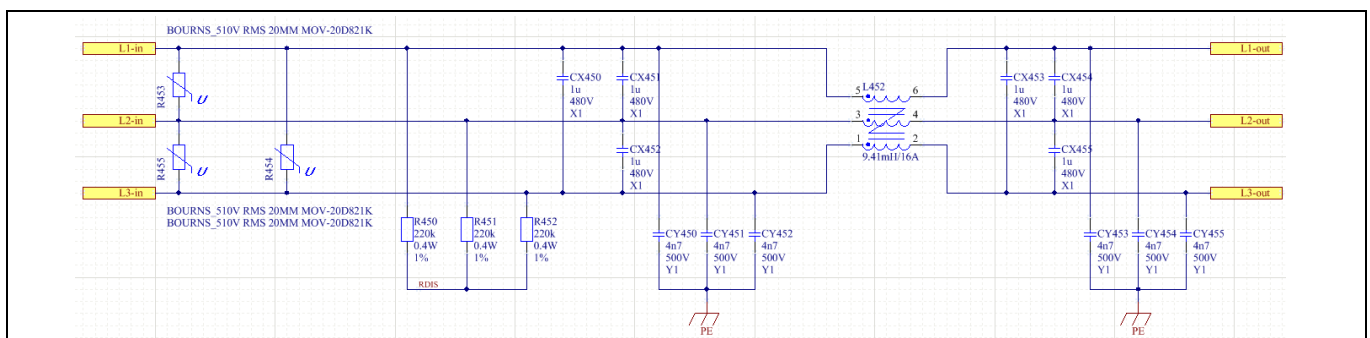 BOURNS_510V RMS 20MM MOV-20D821K
L1-in
L1-out
R453
U
CX450
1u
480V
X1
CX451
1u
480V
X1
L452
5
6
3
4
1
2
9.41mH/16A
CX453
1u
480V
X1
CX454
1u
480V
X1
L2-in
L2-out
R455
U
R454
U
CX452
1u
480V
X1
CX455
1u
480V
X1
L3-in
L3-out
BOURNS_510V RMS 20MM MOV-20D821K
BOURNS_510V RMS 20MM MOV-20D821K
R450
220k
0.4W
1%
R451
220k
0.4W
1%
R452
220k
0.4W
1%
RDIS
CY450
4n7
500V
Y1
CY451
4n7
500V
Y1
CY452
4n7
500V
Y1
PE
CY453
4n7
500V
Y1
CY454
4n7
500V
Y1
CY455
4n7
500V
Y1
PE